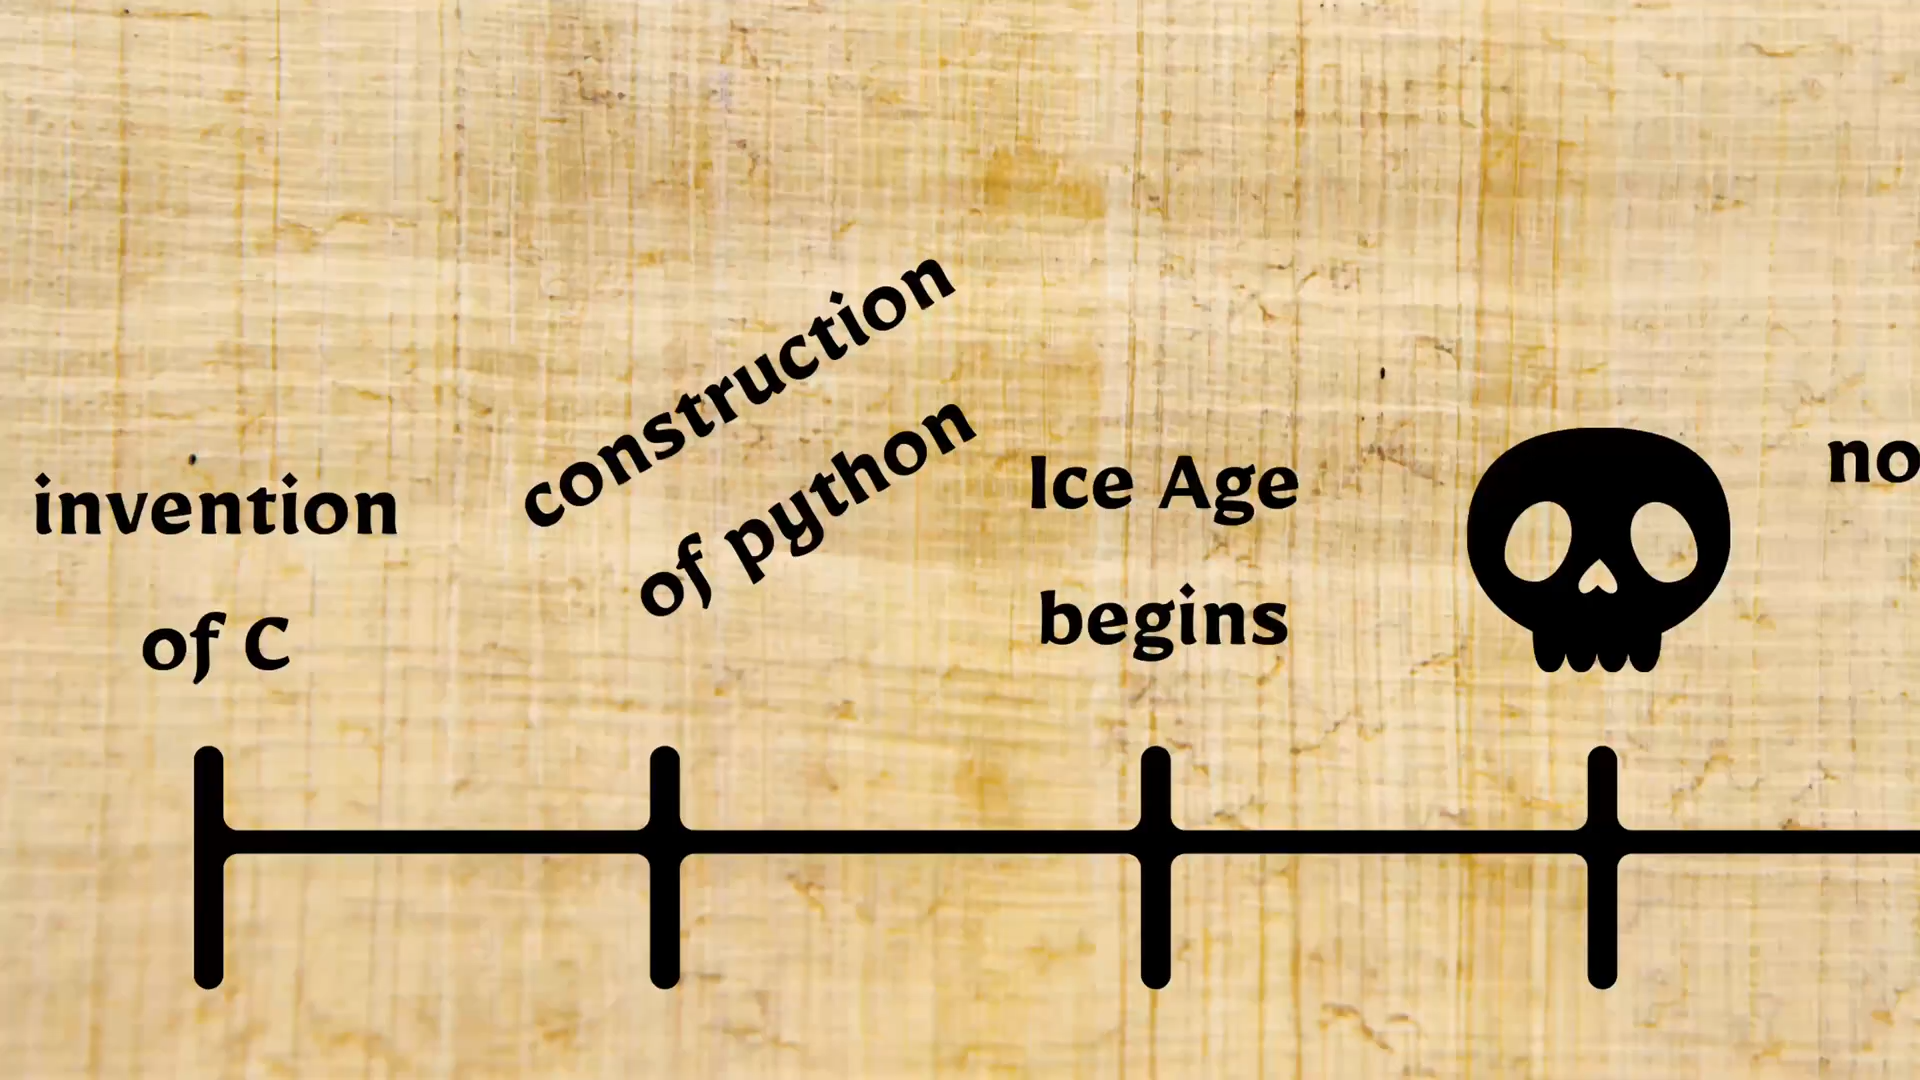 invention
of C
construction
of python
Ice Age
begins
no